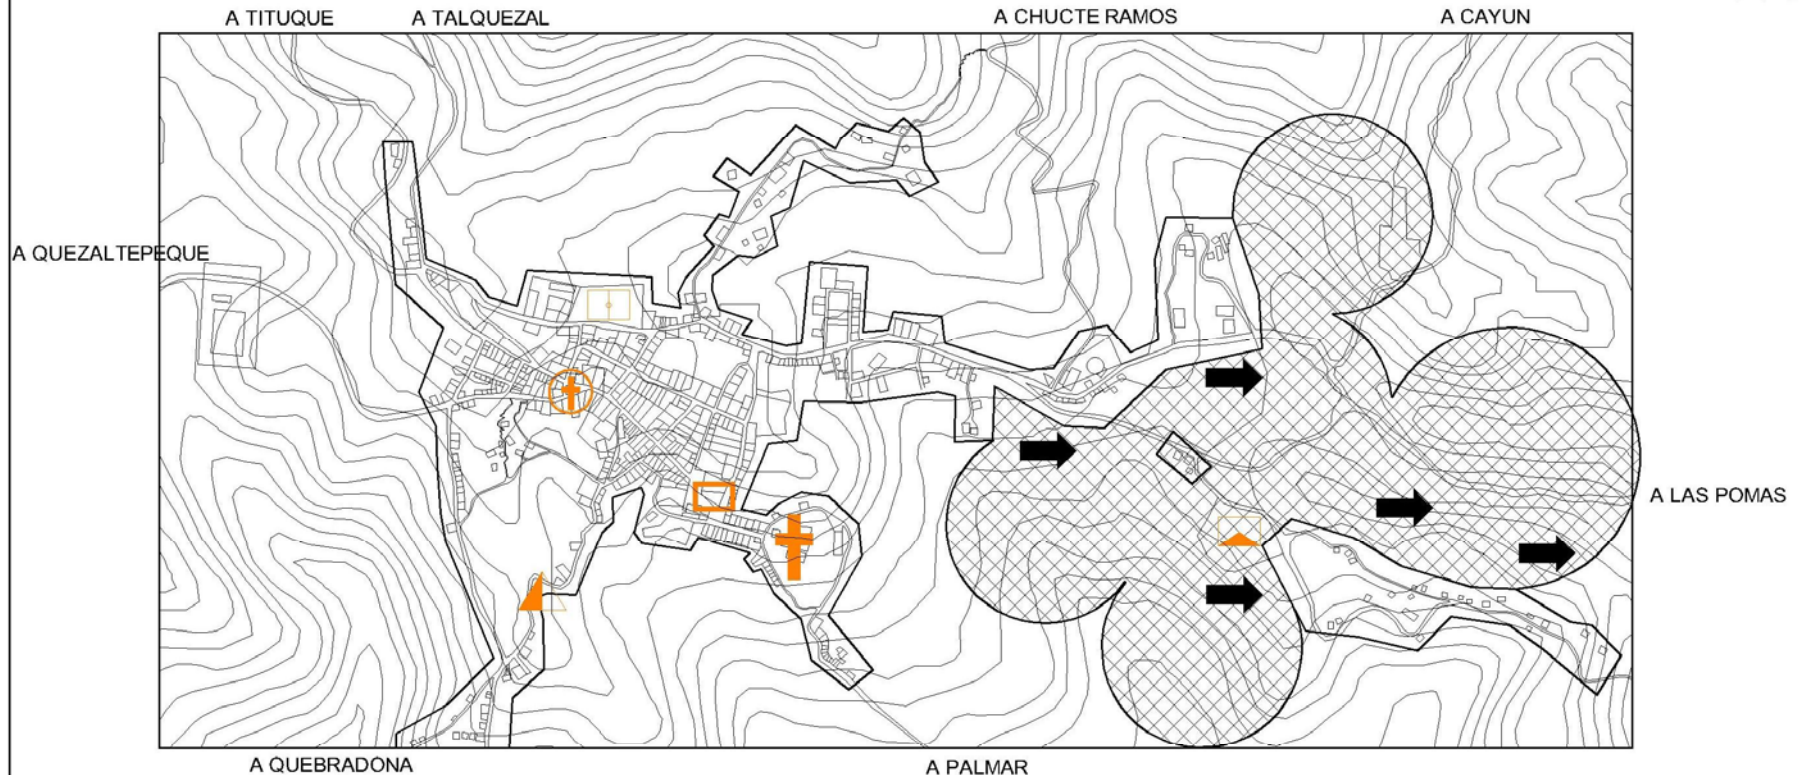 A TITUQUE
A TALQUEZAL
A CHUCTE RAMOS
A CAYUN
A QUEZALTEPEQUE
A LAS POMAS
A QUEBRADONA
A PALMAR